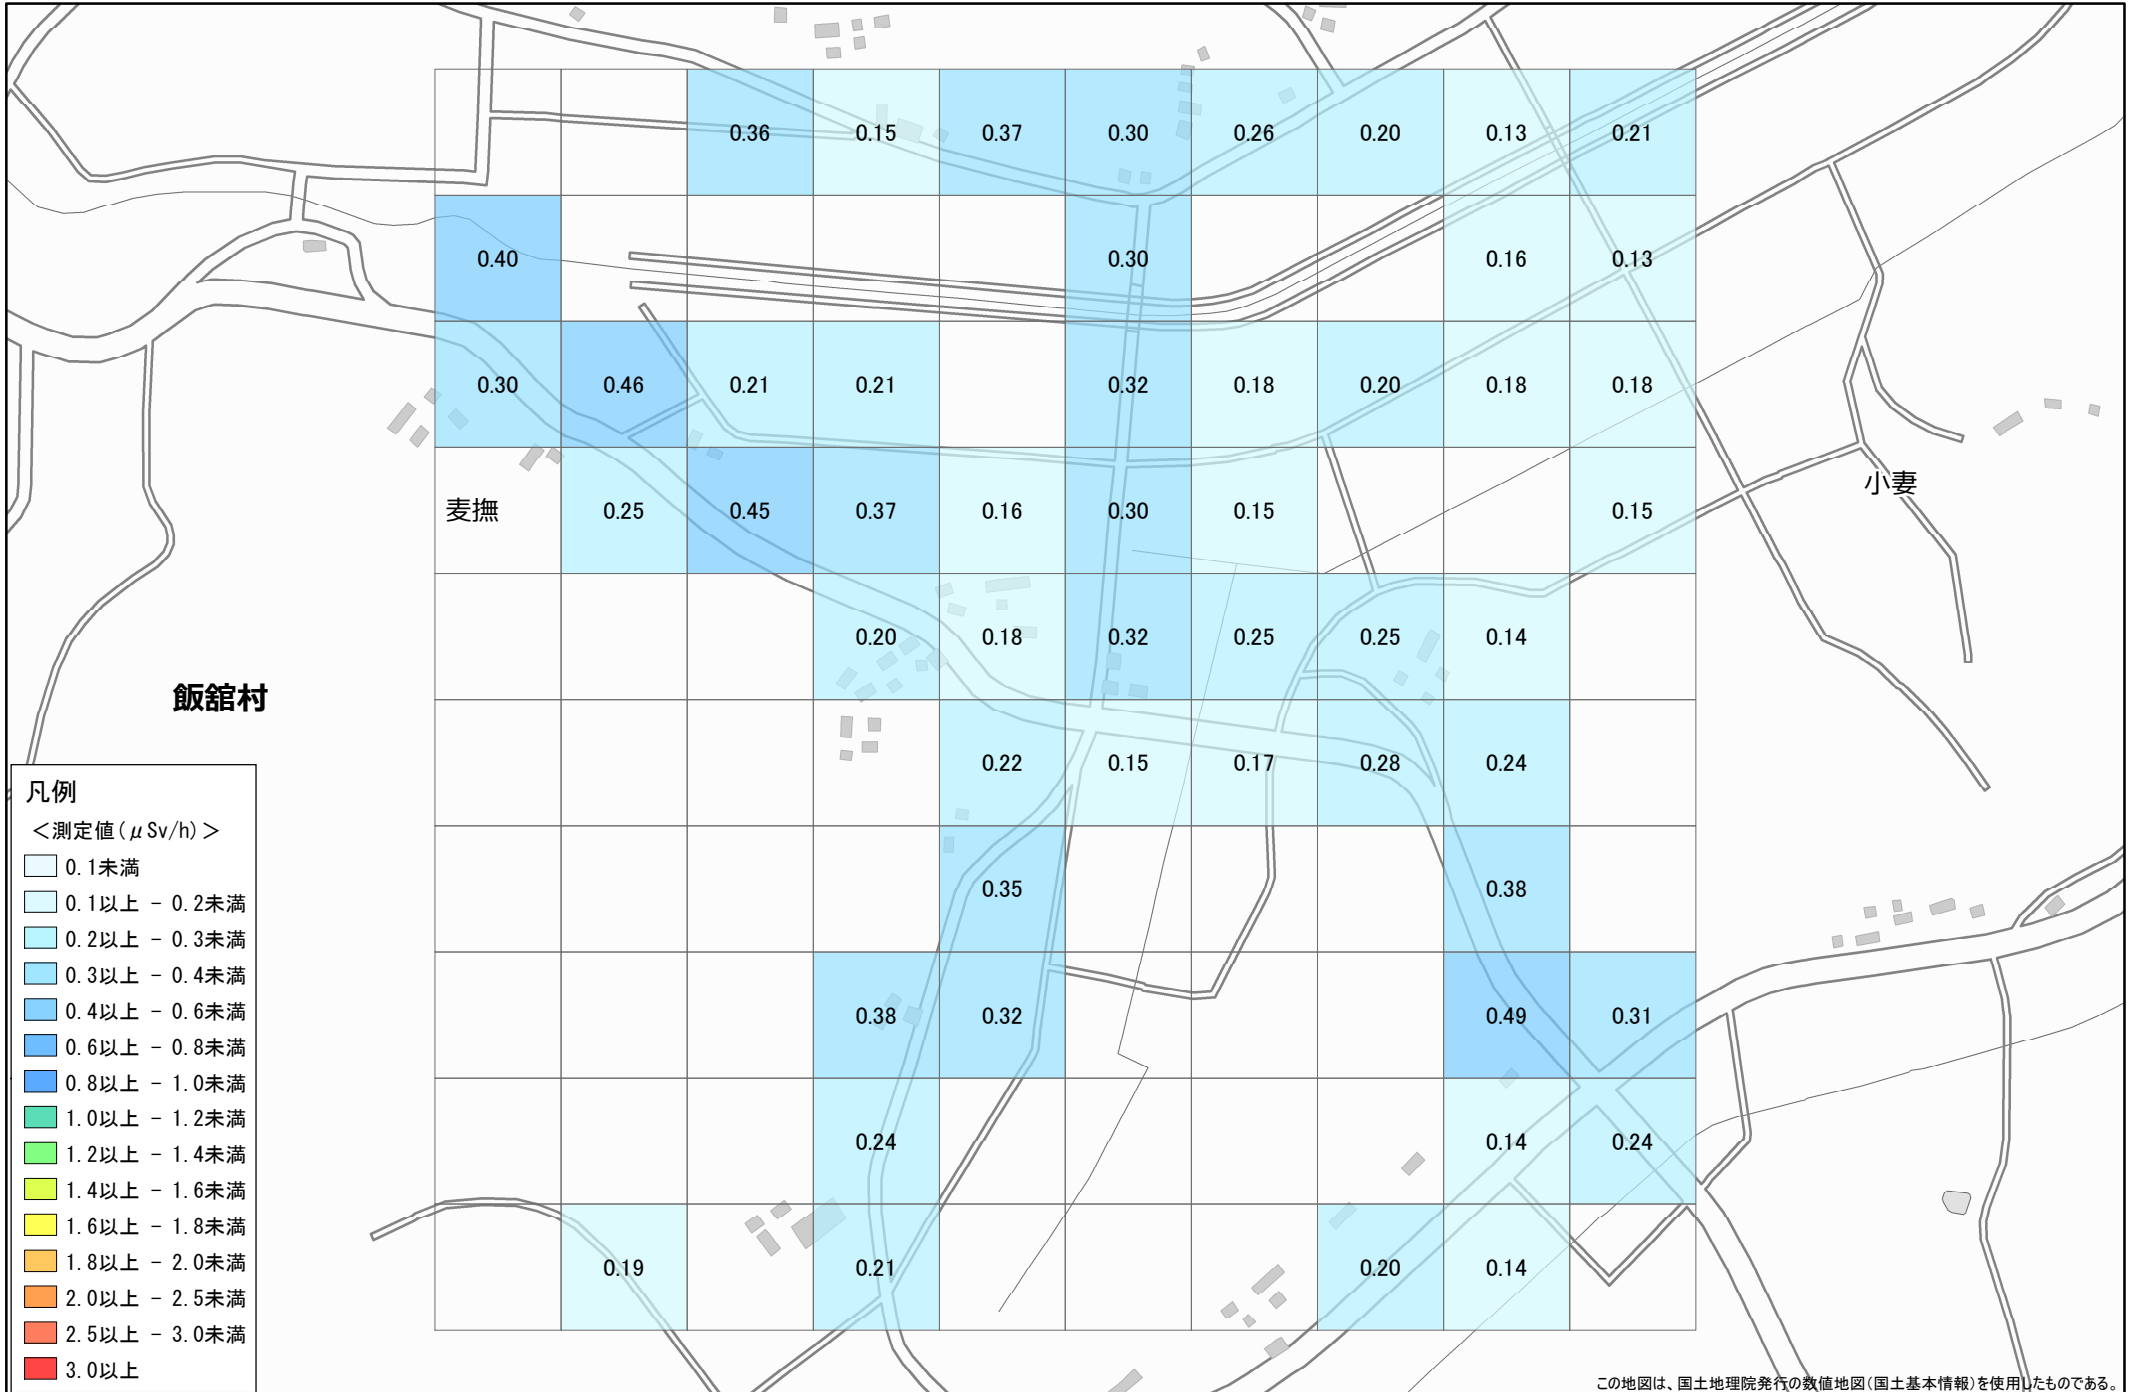 0.36 0.15 0.37 0.30 0.26 0.20 0.13 0.21
0.40 0.30 0.16 0.13
0.30 0.46 0.21 0.21 0.32 0.18 0.20 0.18 0.18
麦撫 0.25 0.45 0.37 0.16 0.30 0.15 0.15
小妻
0.20 0.18 0.32 0.25 0.25 0.14
飯舘村
0.22 0.15 0.17 0.28 0.24
0.35 0.38
0.38 0.32 0.49 0.31
0.24 0.14 0.24
0.19 0.21 0.20 0.14
凡例
＜測定値(μSv/h)＞
0.1未満
0.1以上 - 0.2未満
0.2以上 - 0.3未満
0.3以上 - 0.4未満
0.4以上 - 0.6未満
0.6以上 - 0.8未満
0.8以上 - 1.0未満
1.0以上 - 1.2未満
1.2以上 - 1.4未満
1.4以上 - 1.6未満
1.6以上 - 1.8未満
1.8以上 - 2.0未満
2.0以上 - 2.5未満
2.5以上 - 3.0未満
3.0以上
この地図は、国土地理院発行の数値地図(国土基本情報)を使用したものである。